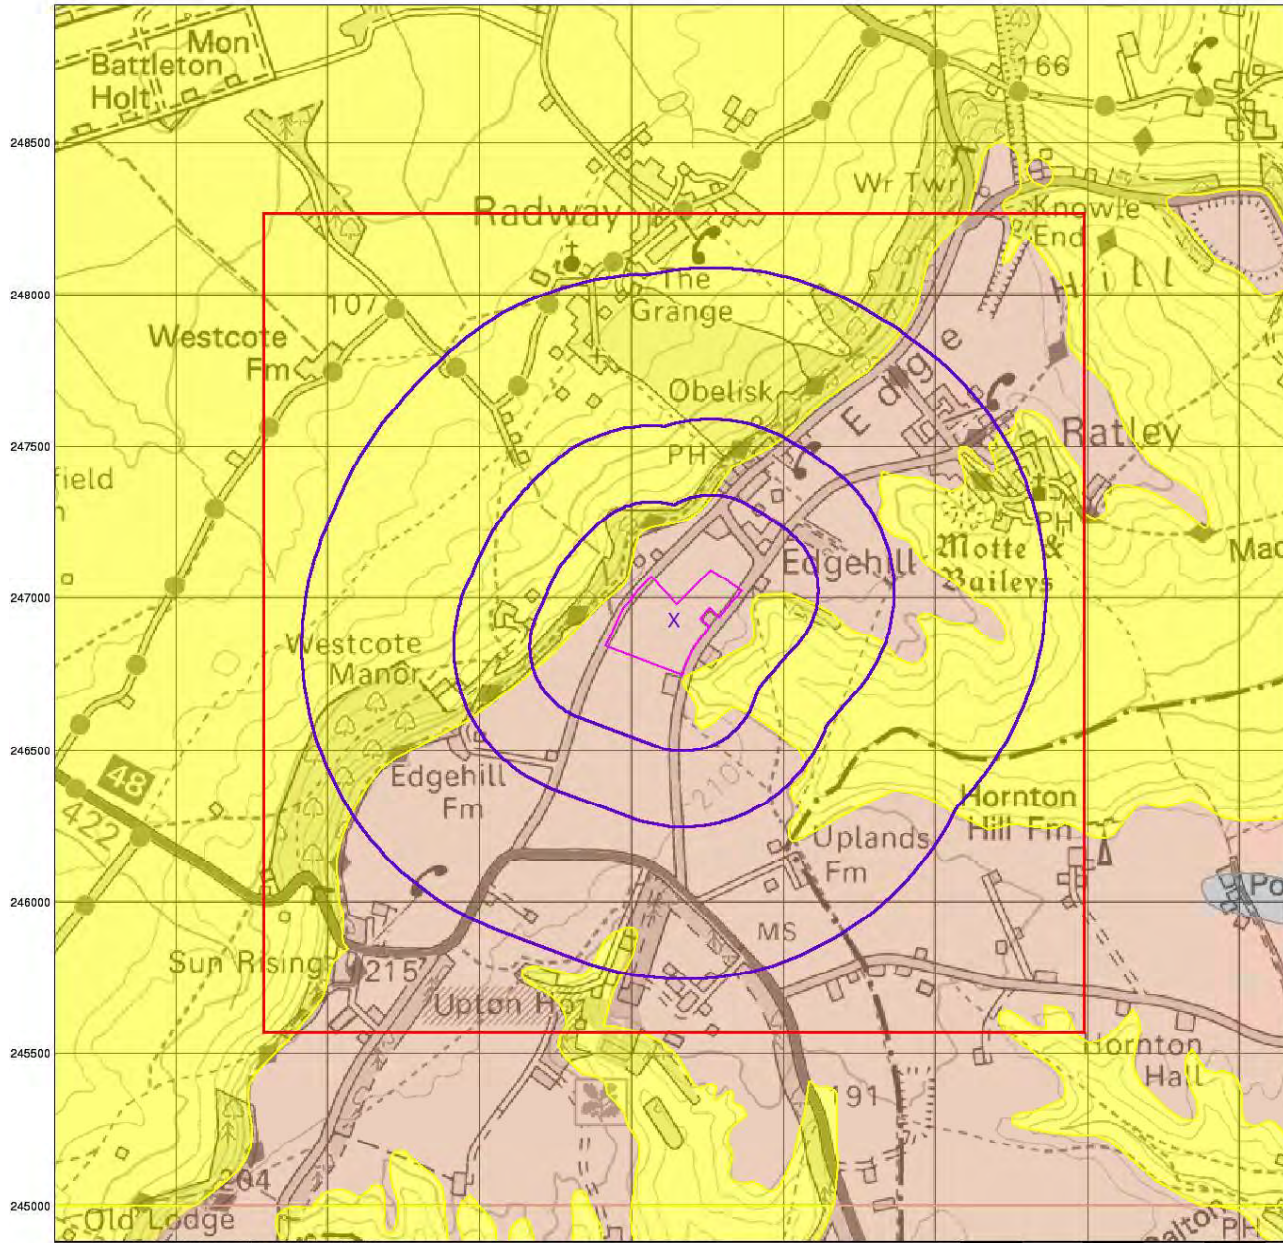 Mon
Battleton
Holt
166
248500
Wr Twr
Radway
Knowle
End
Hill
The
Grange
107
248000
Westcote
Fm
Edge
Obelisk
247500
PH
Ratley
field
PH
Edgehill
Motte &
Baileys
247000
X
Westcote
Manor
210
246500
48
422
Edgehill
Fm
Hornton
Hill Fm
Uplands
Fm
246000
MS
Sun Rising
215
Upton Ho
245500
Hornton
Hall
191
204
245000
Old Lodge
PH